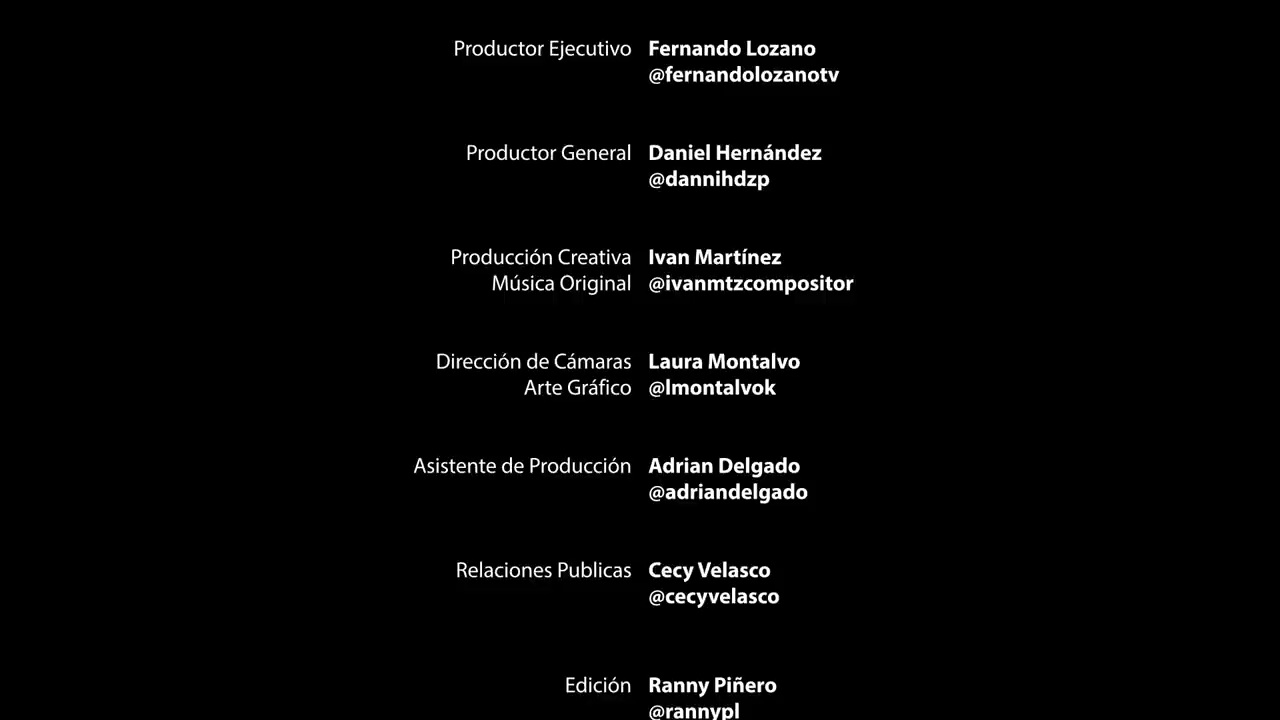 Productor Ejecutivo Fernando Lozano
@fernandolozanotv
Productor General Daniel Hernández
@dannihdzp
Producción Creativa Ivan Martínez
Música Original @ivanmtzcompositor
Dirección de Cámaras Laura Montalvo
Arte Gráfico @lmontalvok
Asistente de Producción Adrian Delgado
@adriandelgado
Relaciones Publicas Cecy Velasco
@cecyvelasco
Edición Ranny Piñero
@rannypl